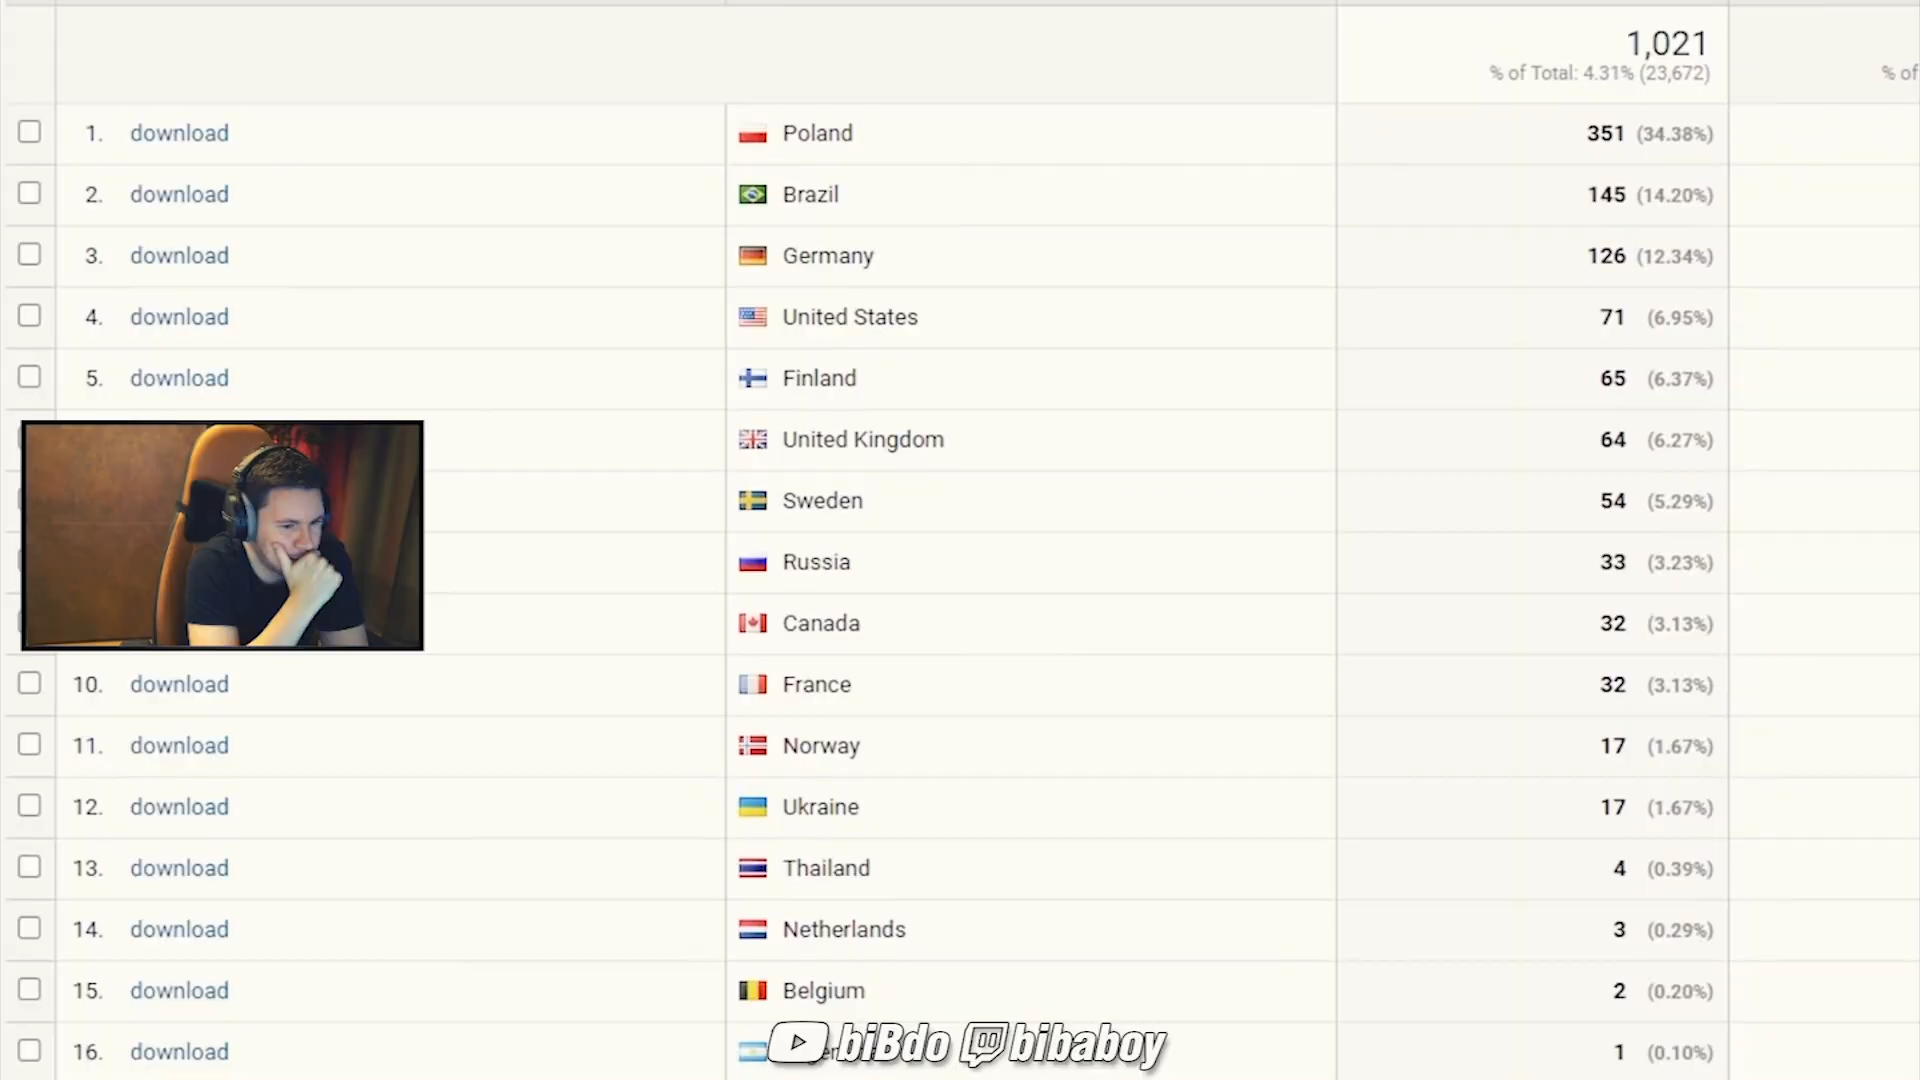 1,021
% of Total: 4.31% (23,672)
% of
1. download Poland 351 (34.38%)
2. download Brazil 145 (14.20%)
3. download Germany 126 (12.34%)
4. download United States 71 (6.95%)
5. download Finland 65 (6.37%)
United Kingdom 64 (6.27%)
Sweden 54 (5.29%)
Russia 33 (3.23%)
Canada 32 (3.13%)
10. download France 32 (3.13%)
11. download Norway 17 (1.67%)
12. download Ukraine 17 (1.67%)
13. download Thailand 4 (0.39%)
14. download Netherlands 3 (0.29%)
15. download Belgium 2 (0.20%)
16. download 1 (0.10%)
biBdo bibaboy